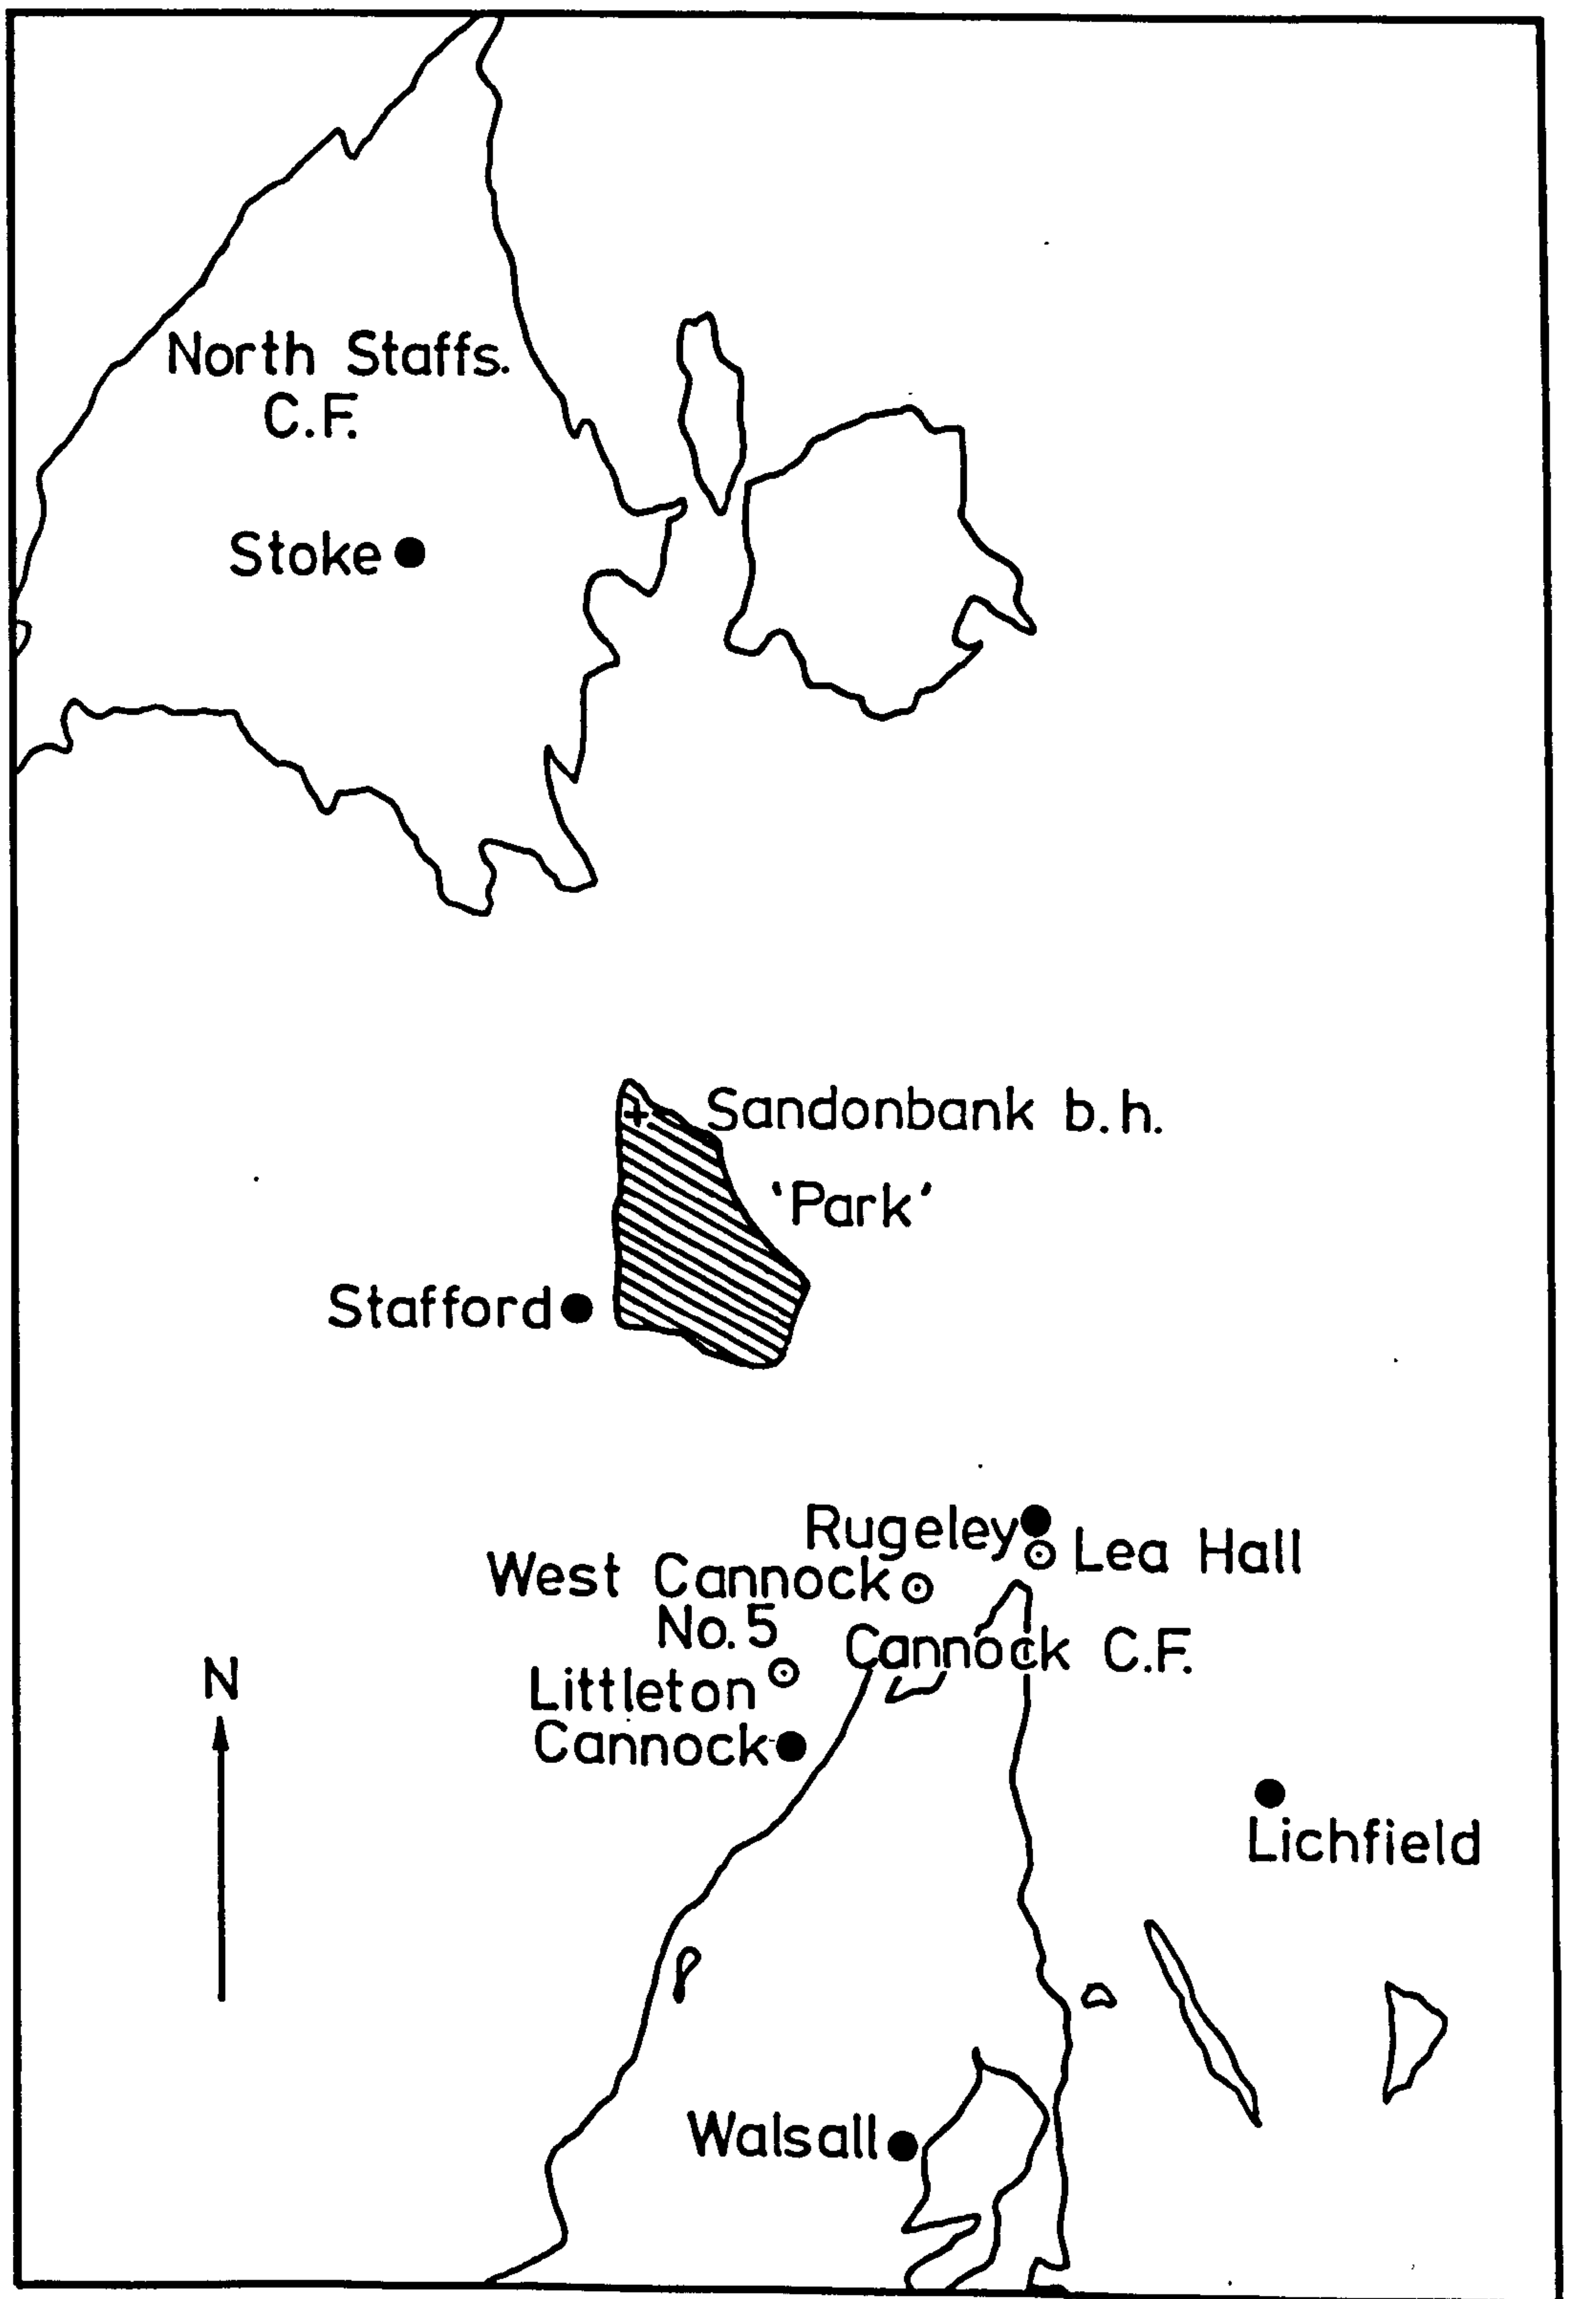 North Staffs.
C.F.
Stoke
Sandonbank b.h.
‘Park’
Stafford
Rugeley
Lea Hall
West Cannock
No.5
Cannock C.F.
Littleton
Cannock
N
Lichfield
Walsall